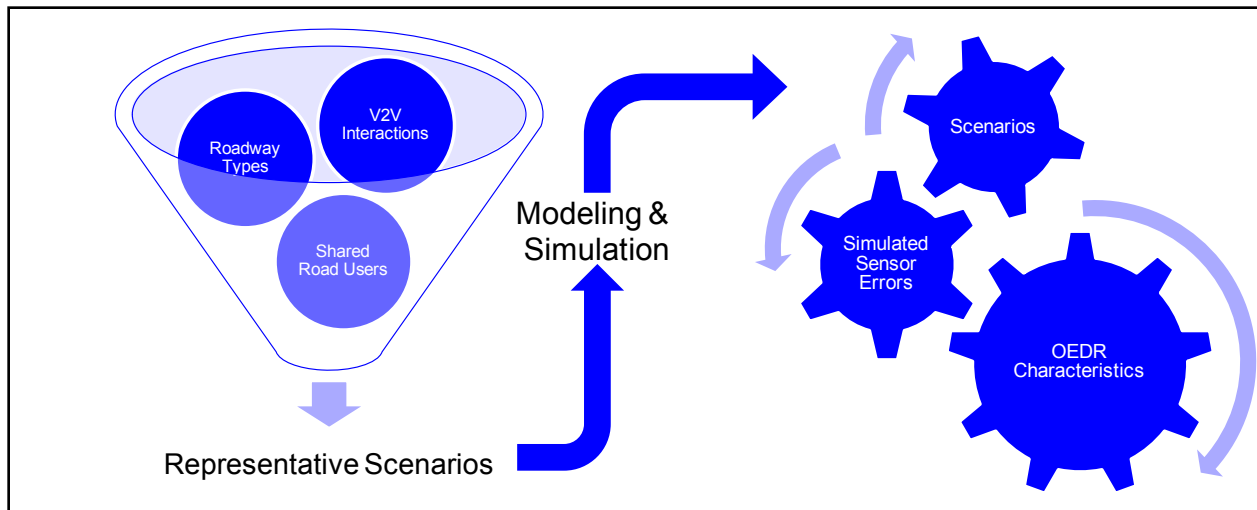 V2V
Interactions
Roadway
Types
Shared
Road Users
Representative Scenarios
Modeling &
Simulation
Scenarios
Simulated
Sensor
Errors
OEDR
Characteristics